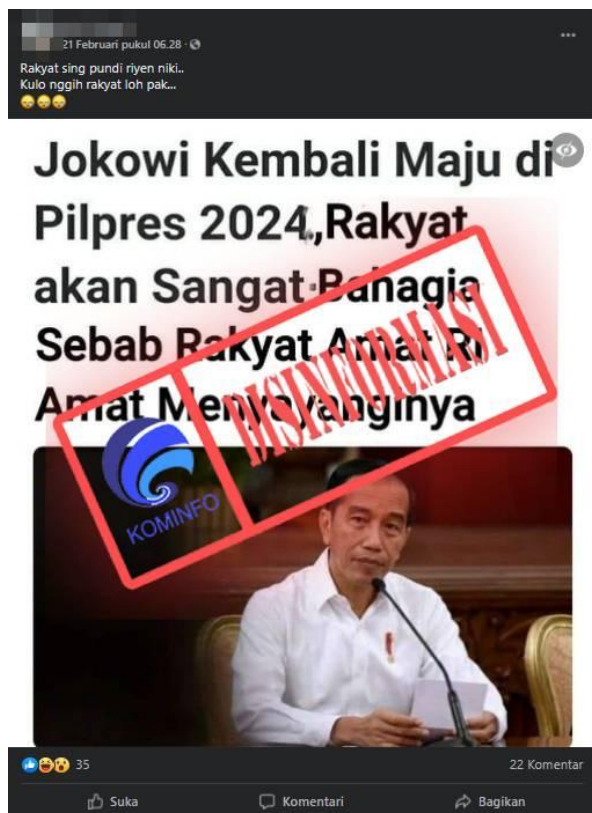 21 Februari pukul 06.28 ·
Rakyat sing pundi riyen niki..
Kulo nggih rakyat loh pak...
Jokowi Kembali Maju di
Pilpres 2024,,Rakyat
akan Sangat Bahagia
Sebab Rakyat Amat RI
Amat Menyayanginya
DISINFORMASI
KOMINFO
35
22 Komentar
Suka
Komentari
Bagikan